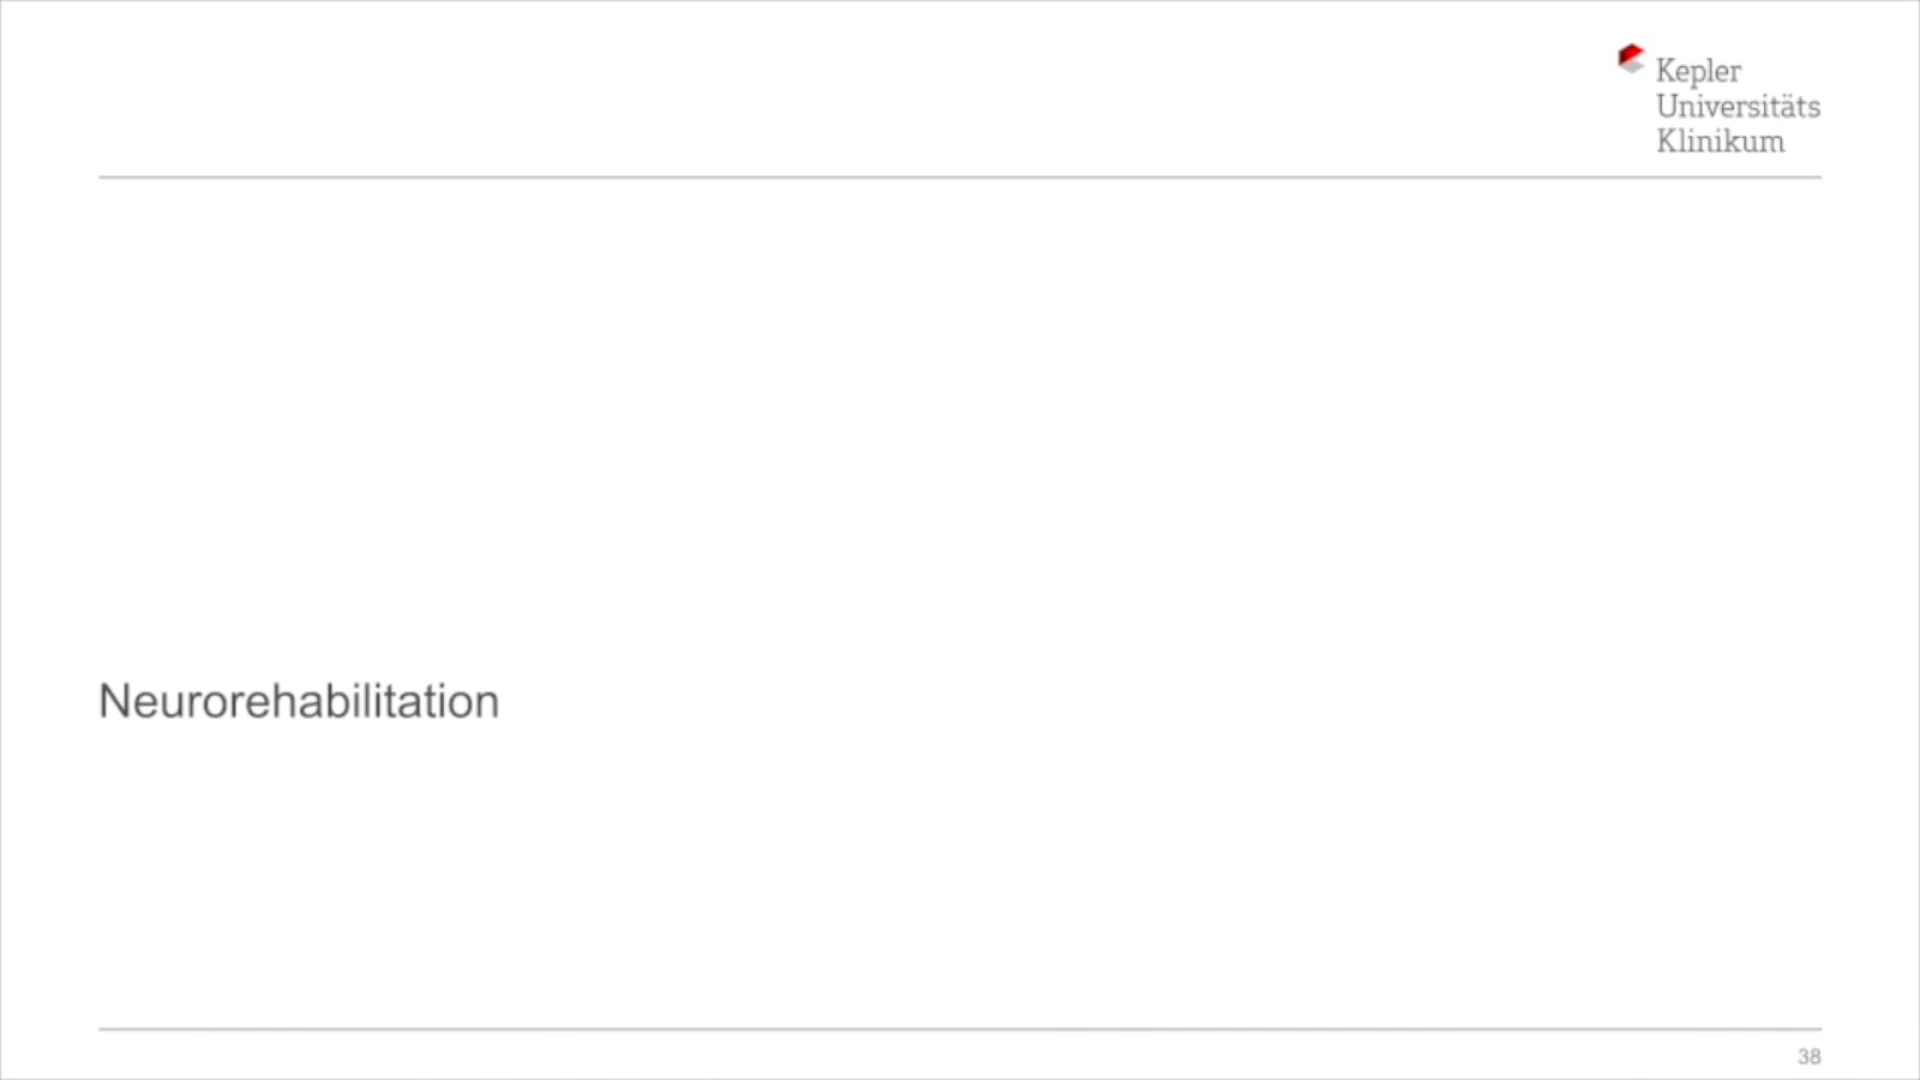 Kepler
Universitäts
Klinikum
Neurorehabilitation
38